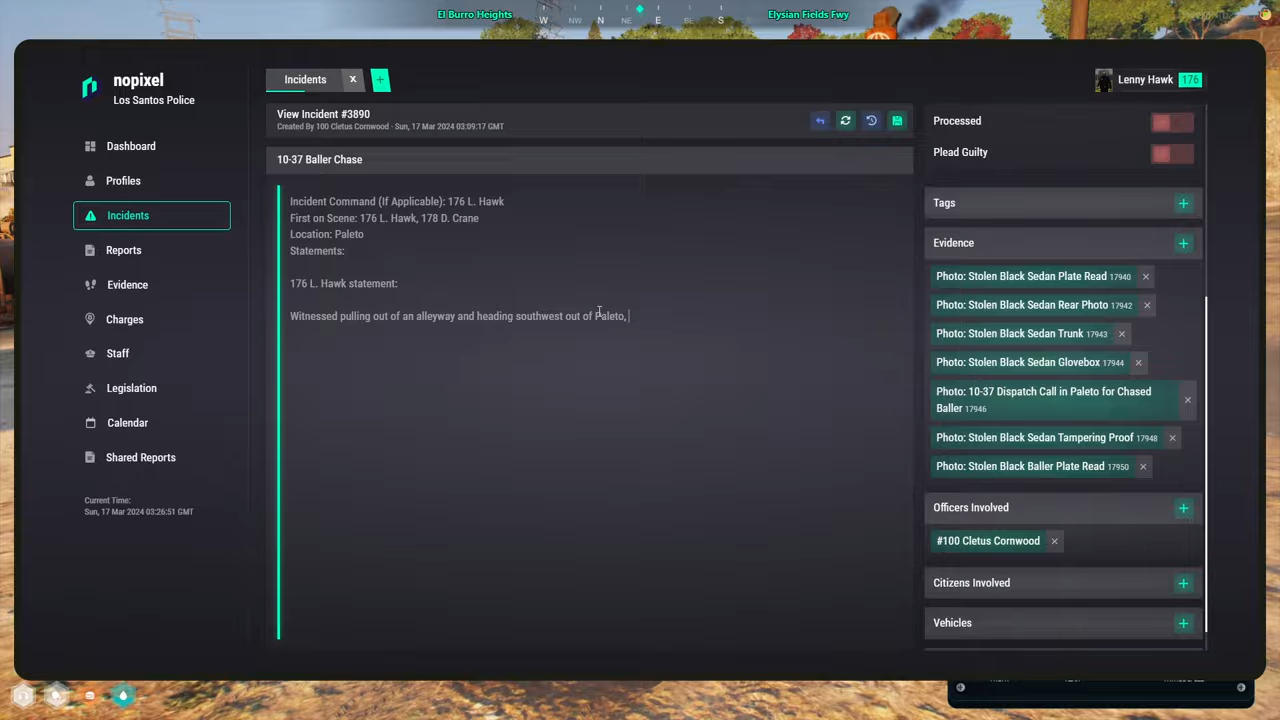 El Burro Heights
W NW N NE E SE S
Elysian Fields Fwy
nopixel
Los Santos Police
Incidents x +
Lenny Hawk 176
View Incident #3890
Created By 100 Cletus Cornwood · Sun, 17 Mar 2024 03:09:17 GMT
10-37 Baller Chase
Dashboard
Profiles
Incidents
Reports
Evidence
Charges
Staff
Legislation
Calendar
Shared Reports
Current Time:
Sun, 17 Mar 2024 03:26:51 GMT
Incident Command (If Applicable): 176 L. Hawk
First on Scene: 176 L. Hawk, 178 D. Crane
Location: Paleto
Statements:
176 L. Hawk statement:
Witnessed pulling out of an alleyway and heading southwest out of Paleto,
Processed
Plead Guilty
Tags +
Evidence +
Photo: Stolen Black Sedan Plate Read 17940 ×
Photo: Stolen Black Sedan Rear Photo 17942 ×
Photo: Stolen Black Sedan Trunk 17943 ×
Photo: Stolen Black Sedan Glovebox 17944 ×
Photo: 10-37 Dispatch Call in Paleto for Chased
Baller 17946 ×
Photo: Stolen Black Sedan Tampering Proof 17948 ×
Photo: Stolen Black Baller Plate Read 17950 ×
Officers Involved +
#100 Cletus Cornwood ×
Citizens Involved +
Vehicles +